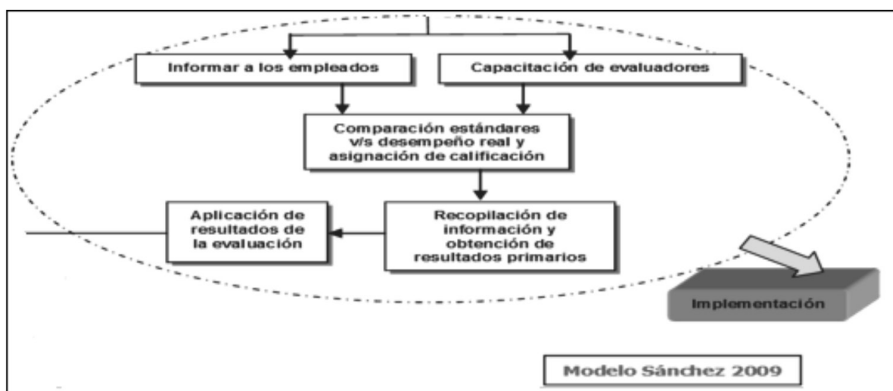 Informar a los empleados
Capacitación de evaluadores
Comparación estándares
v/s desempeño real y
asignación de calificación
Aplicación de
resultados de
la evaluación
Recopilación de
información y
obtención de
resultados primarios
Implementación
Modelo Sánchez 2009